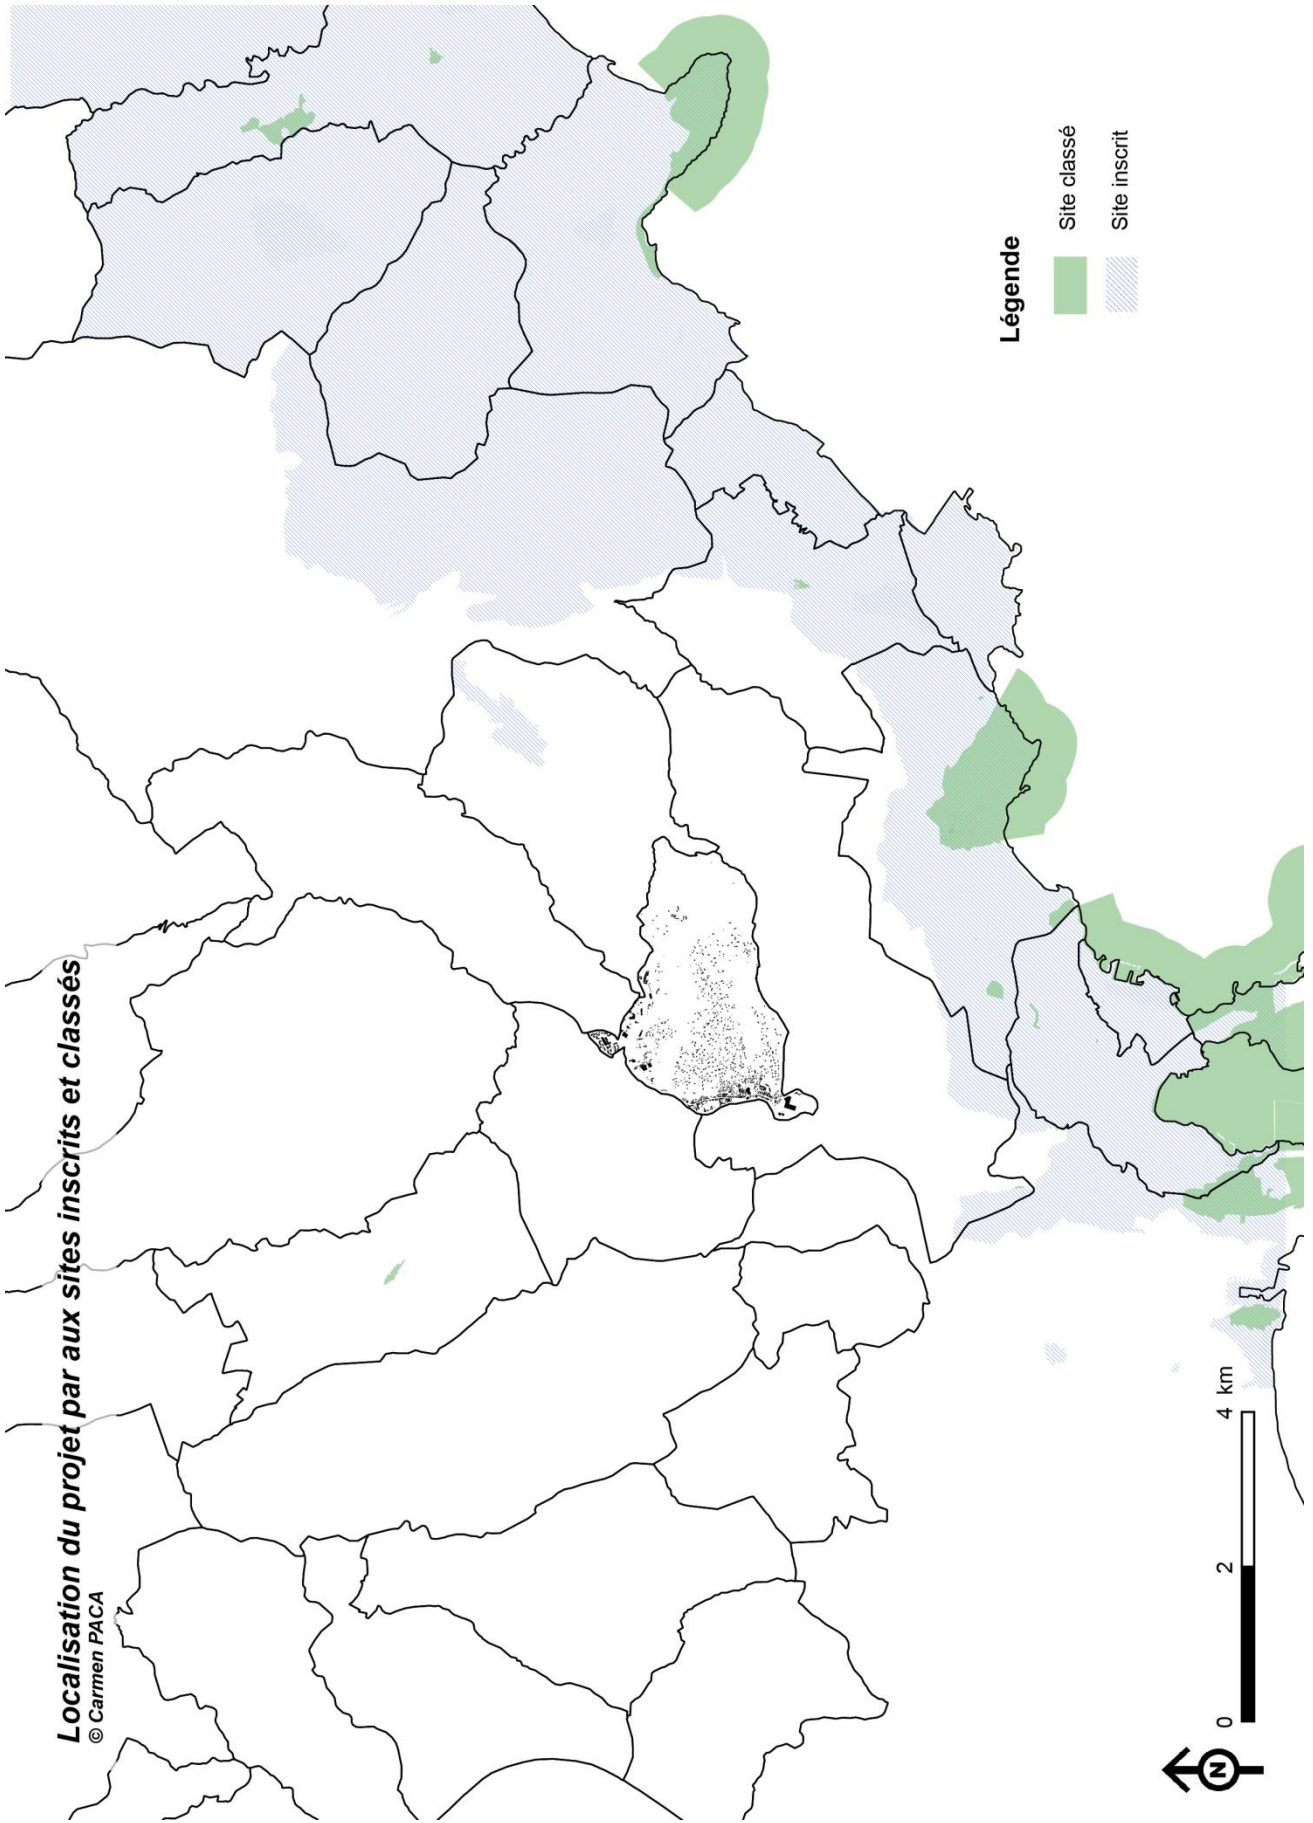 Localisation du projet par aux sites inscrits et classés
© Carmen PACA
Légende
Site classé
Site inscrit
0 2 4 km
N